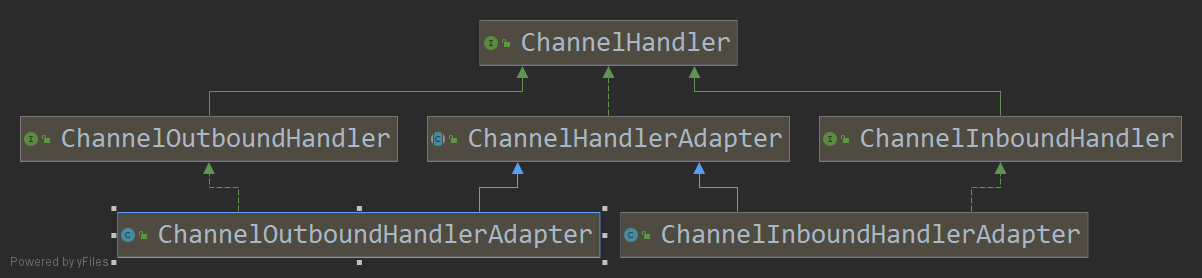 ChannelHandler
ChannelOutboundHandler
ChannelHandlerAdapter
ChannelInboundHandler
ChannelOutboundHandlerAdapter
ChannelInboundHandlerAdapter
Powered by yFiles